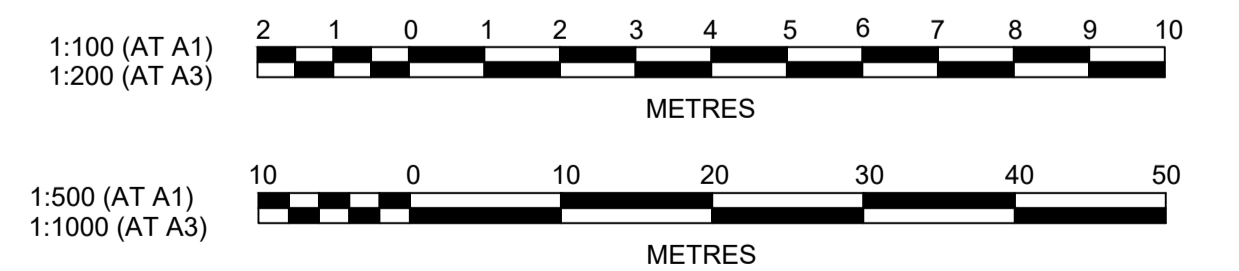 2 1 0 1 2 3 4 5 6 7 8 9 10
1:100 (AT A1)
1:200 (AT A3)
METRES
10 0 10 20 30 40 50
1:500 (AT A1)
1:1000 (AT A3)
METRES